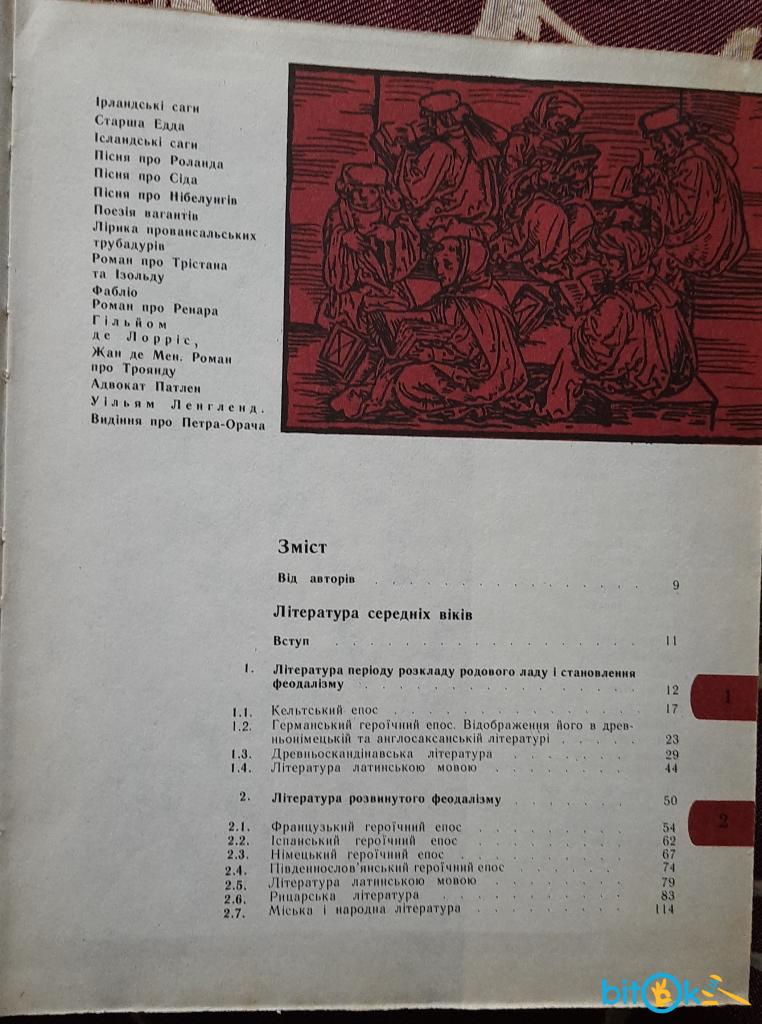 Ірландські саги
Старша Едда
Ісландські саги
Пісня про Роланда
Пісня про Сіда
Пісня про Нібелунгів
Поезія вагантів
Лірика провансальських
трубадурів
Роман про Трістана
та Ізольду
Фабліо
Роман про Ренара
Гільйом
де Лорріс,
Жан де Мен. Роман
про Троянду
Адвокат Патлен
Уільям Ленгленд.
Видіння про Петра-Орача
Зміст
Від авторів . . . . . . . . . . . . . . . 9
Література середніх віків
Вступ . . . . . . . . . . . . . . . . . 11
1. Література періоду розкладу родового ладу і становлення
феодалізму . . . . . . . . . . . . . . . 12
1
1.1. Кельтський епос . . . . . . . . . . . . . 17
1.2. Германський героїчний епос. Відображення його в древ-
ньонімецькій та англосаксанській літературі . . . . . 23
1.3. Древньоскандінавська література . . . . . . . 29
1.4. Література латинською мовою . . . . . . . . 44
2. Література розвинутого феодалізму . . . . . . . 50
2
2.1. Французький героїчний епос . . . . . . . . 54
2.2. Іспанський героїчний епос . . . . . . . . . 62
2.3. Німецький героїчний епос . . . . . . . . . 67
2.4. Південнослов'янський героїчний епос . . . . . . 74
2.5. Література латинською мовою . . . . . . . . 79
2.6. Рицарська література . . . . . . . . . . 83
2.7. Міська і народна література . . . . . . . . 114
bitok